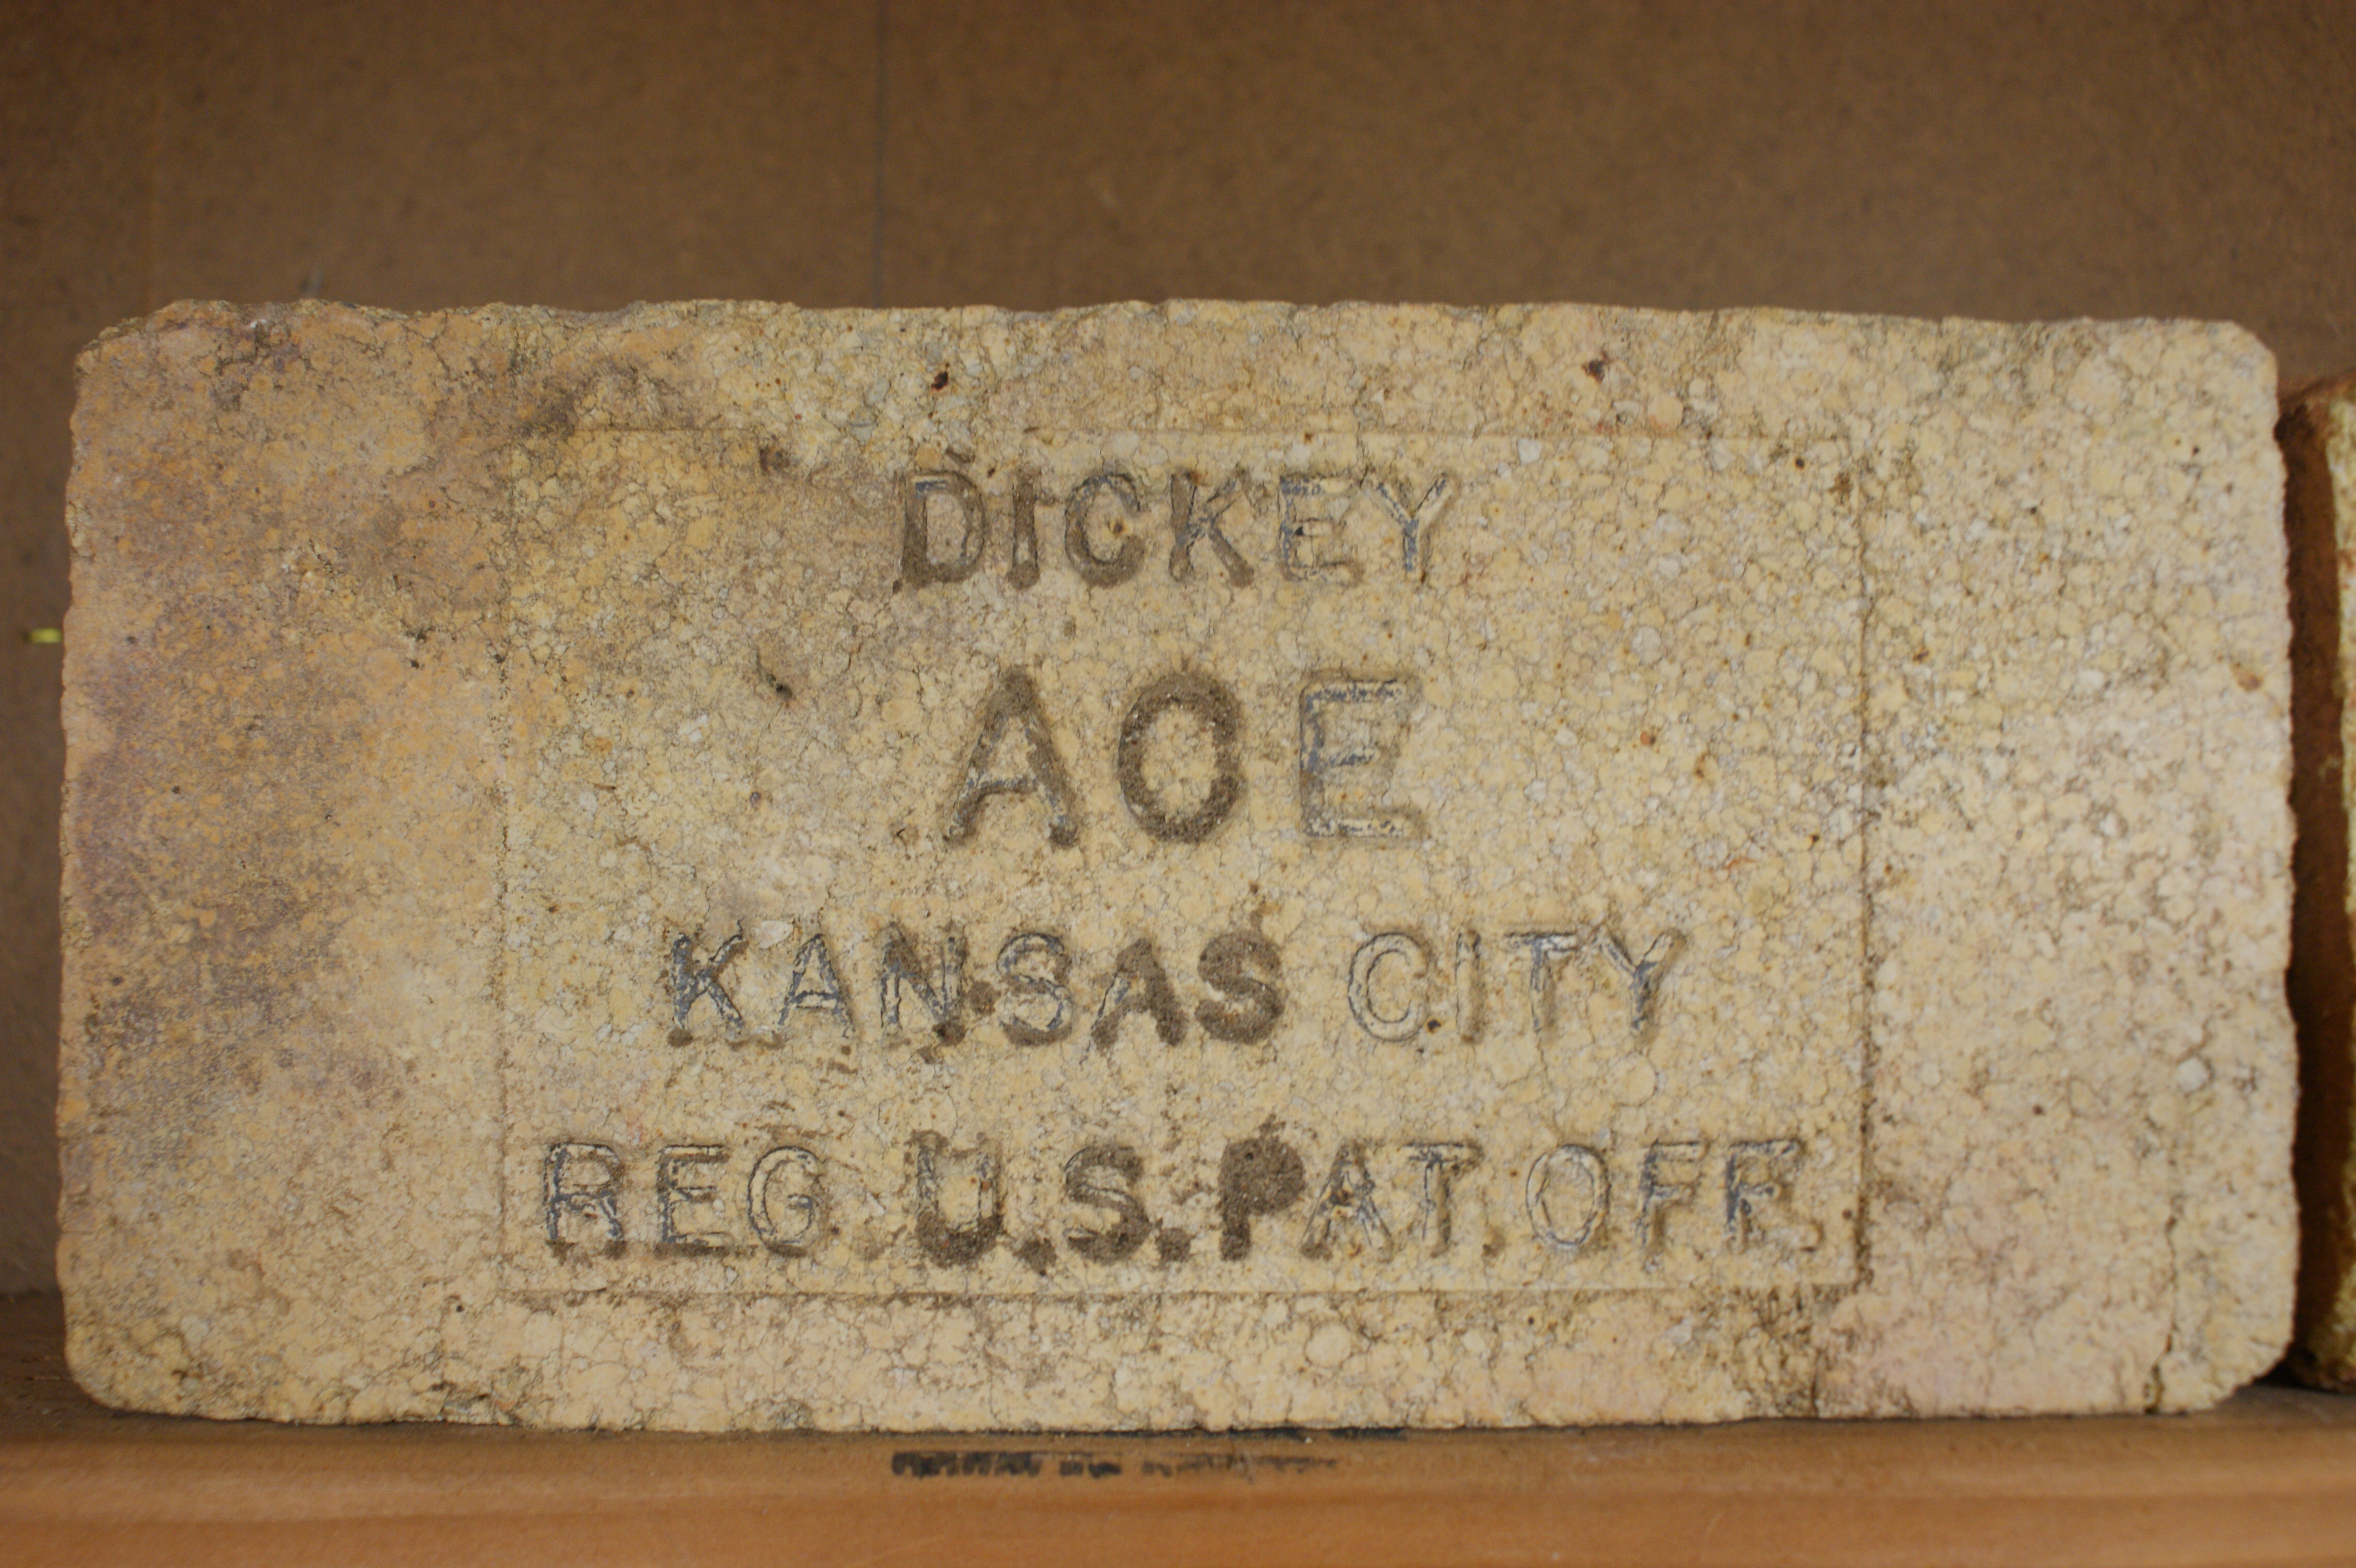 DICKEY
AOE
KANSAS CITY
REG. U.S. PAT. OFF.